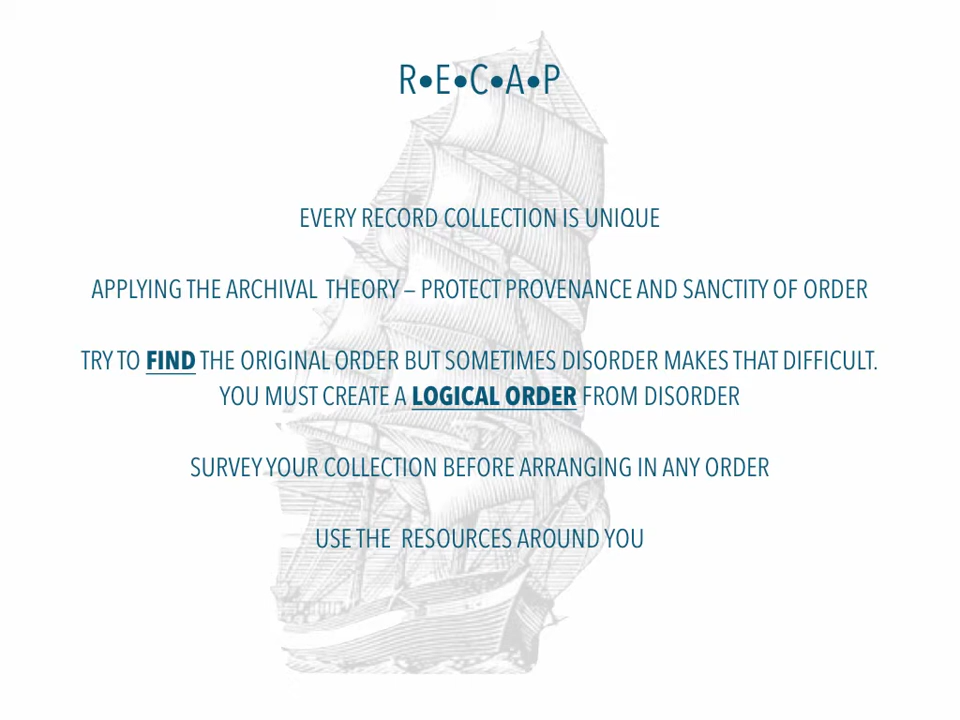 R•E•C•A•P
EVERY RECORD COLLECTION IS UNIQUE
APPLYING THE ARCHIVAL THEORY – PROTECT PROVENANCE AND SANCTITY OF ORDER
TRY TO FIND THE ORIGINAL ORDER BUT SOMETIMES DISORDER MAKES THAT DIFFICULT.
YOU MUST CREATE A LOGICAL ORDER FROM DISORDER
SURVEY YOUR COLLECTION BEFORE ARRANGING IN ANY ORDER
USE THE RESOURCES AROUND YOU